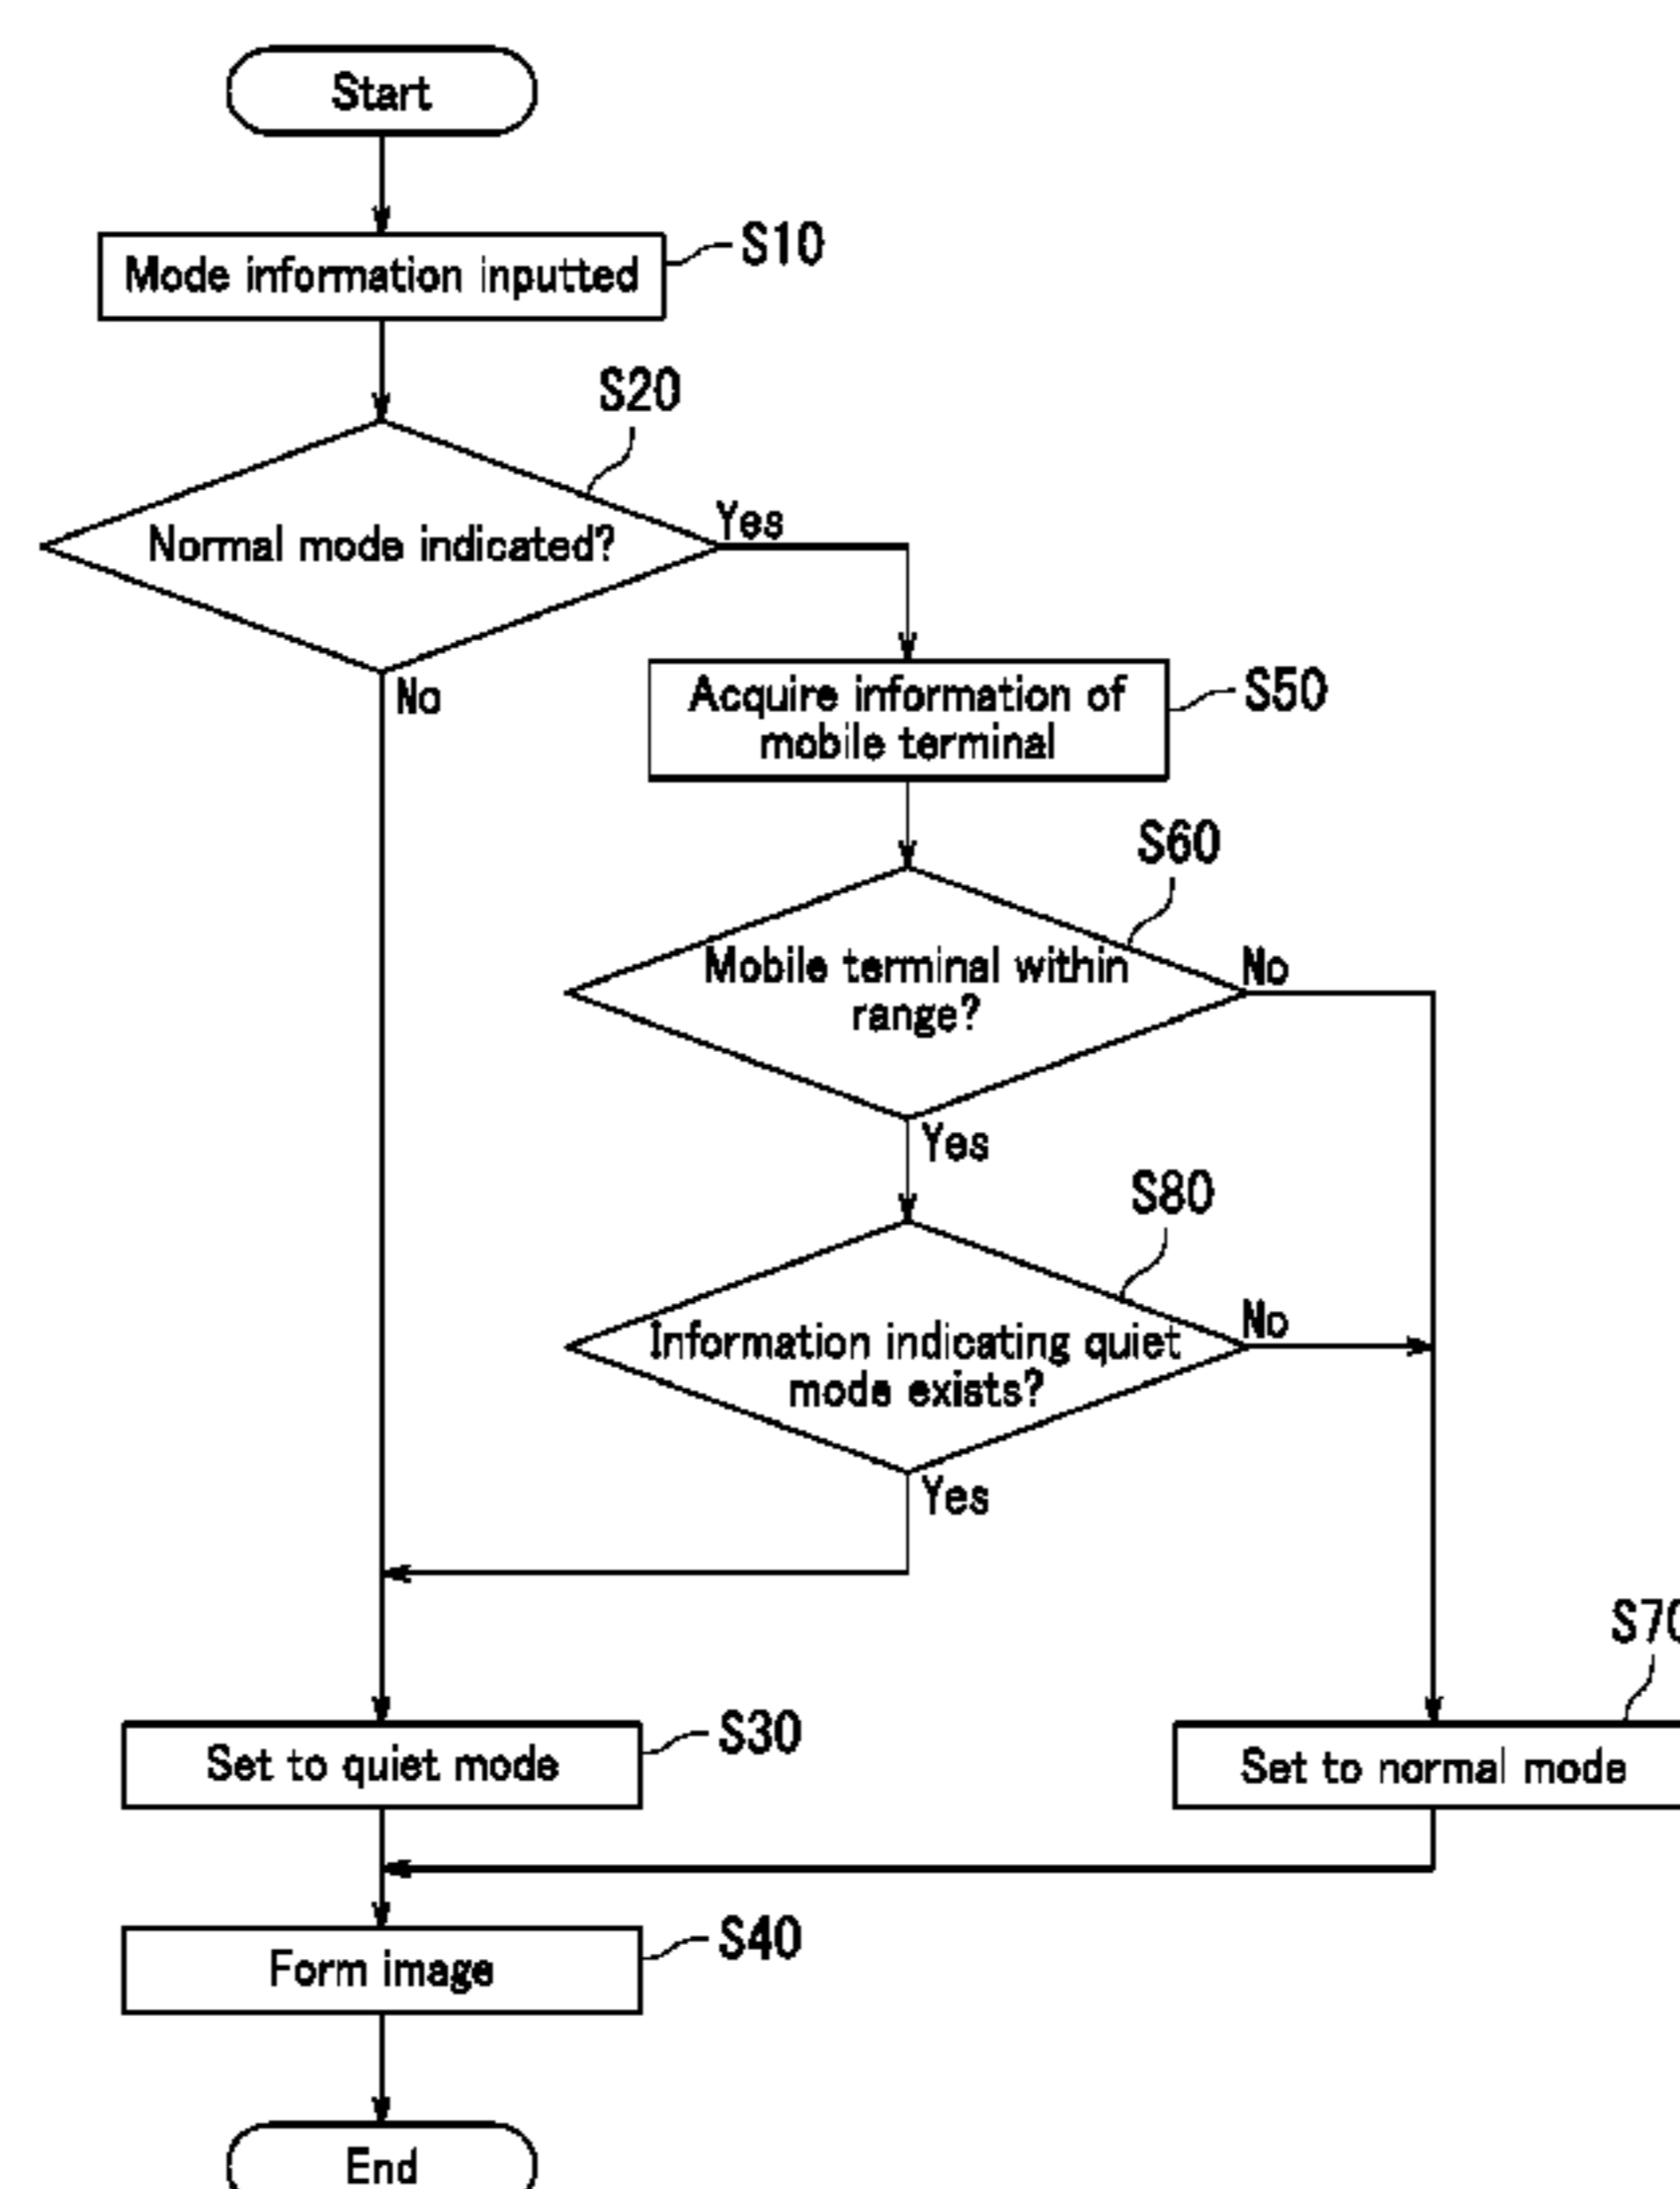 Start
Mode information inputted
S10
S20
Normal mode indicated?
Yes
No
Acquire information of
mobile terminal
S50
S60
Mobile terminal within
range?
No
Yes
S80
Information indicating quiet
mode exists?
No
Yes
S70
Set to quiet mode
S30
Set to normal mode
Form image
S40
End